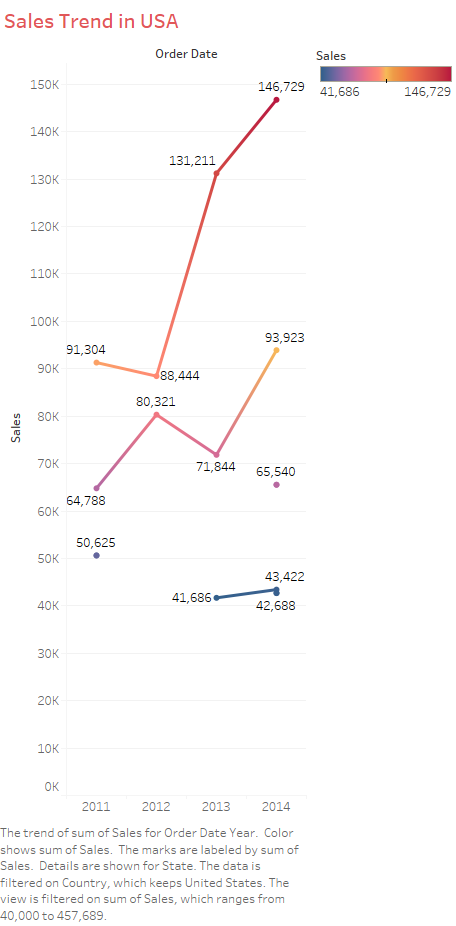 Sales Trend in USA
Order Date
Sales
41,686 146,729
150K
140K
130K
120K
110K
100K
90K
80K
70K
60K
50K
40K
30K
20K
10K
0K
Sales
146,729
131,211
93,923
91,304
88,444
80,321
71,844
65,540
64,788
50,625
43,422
41,686
42,688
2011 2012 2013 2014
The trend of sum of Sales for Order Date Year. Color
shows sum of Sales. The marks are labeled by sum of
Sales. Details are shown for State. The data is
filtered on Country, which keeps United States. The
view is filtered on sum of Sales, which ranges from
40,000 to 457,689.